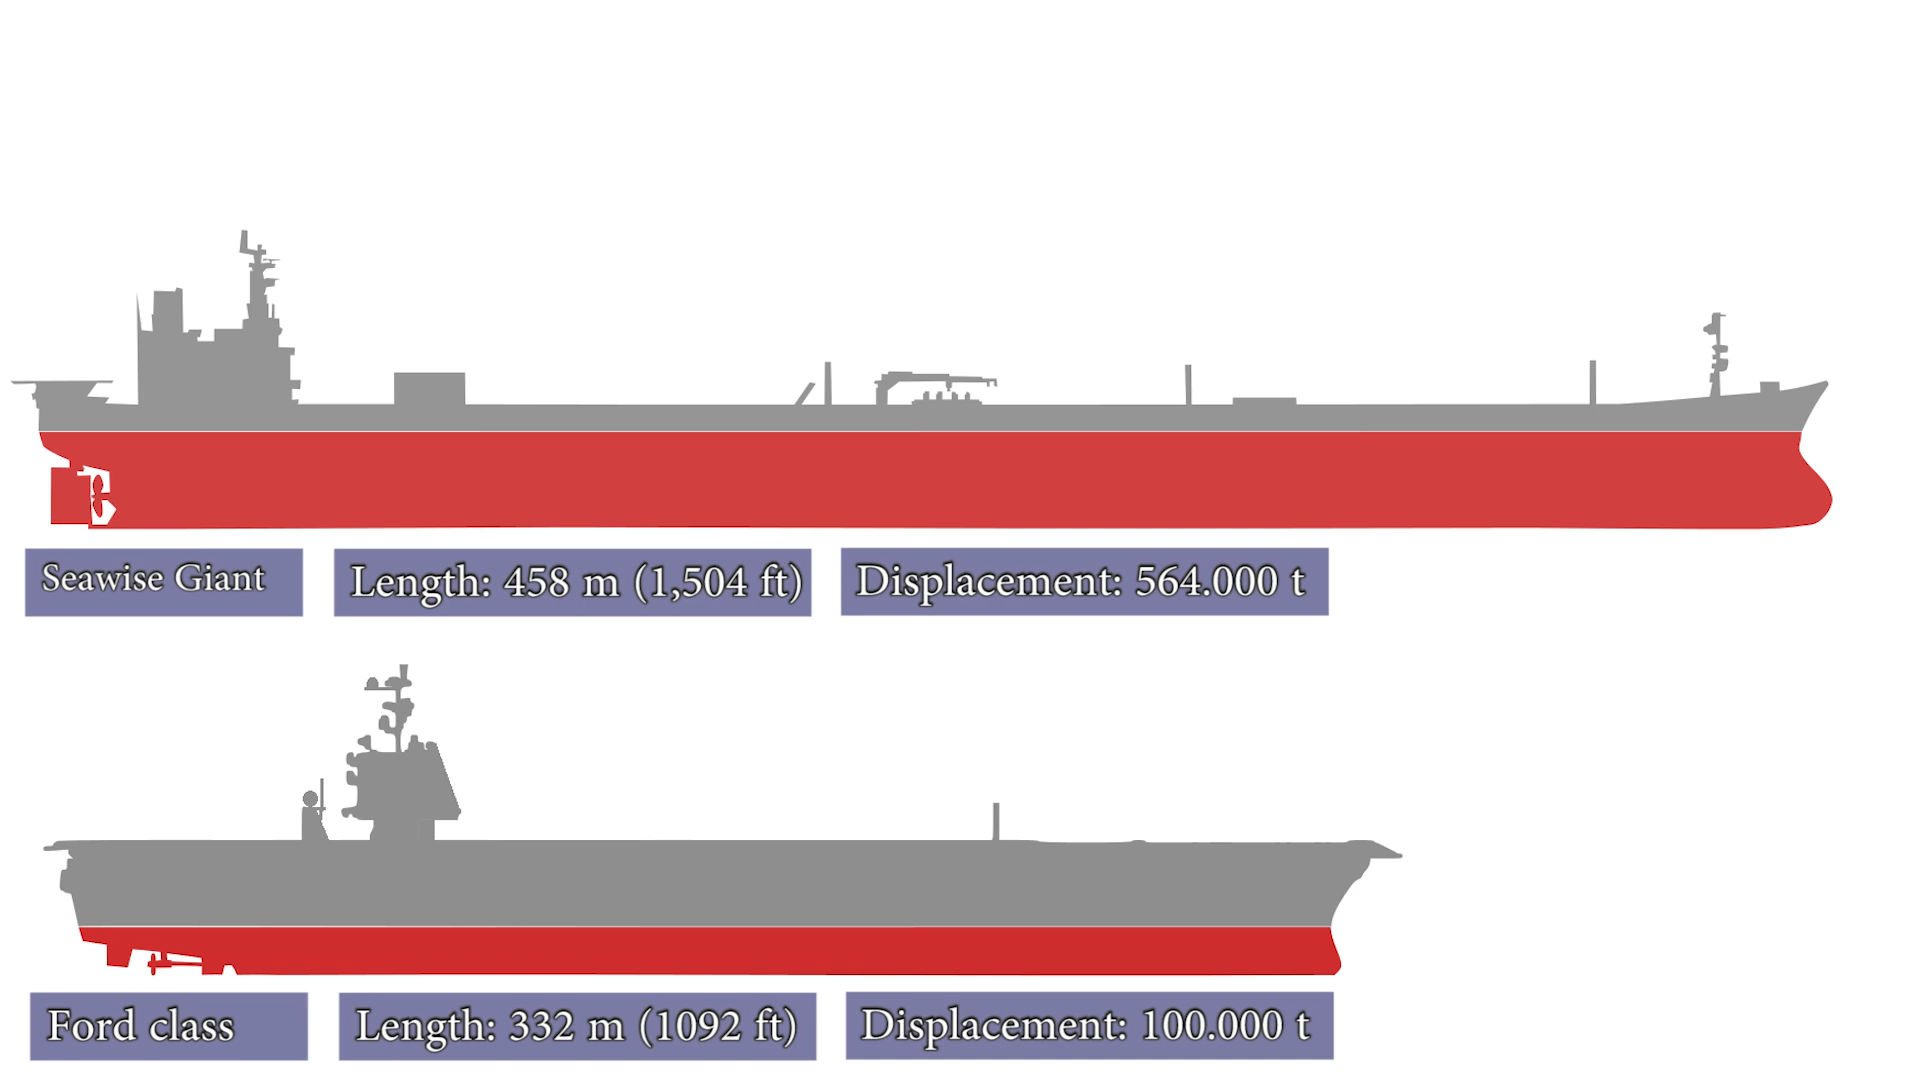 Seawise Giant
Length: 458 m (1,504 ft)
Displacement: 564.000 t
Ford class
Length: 332 m (1092 ft)
Displacement: 100.000 t